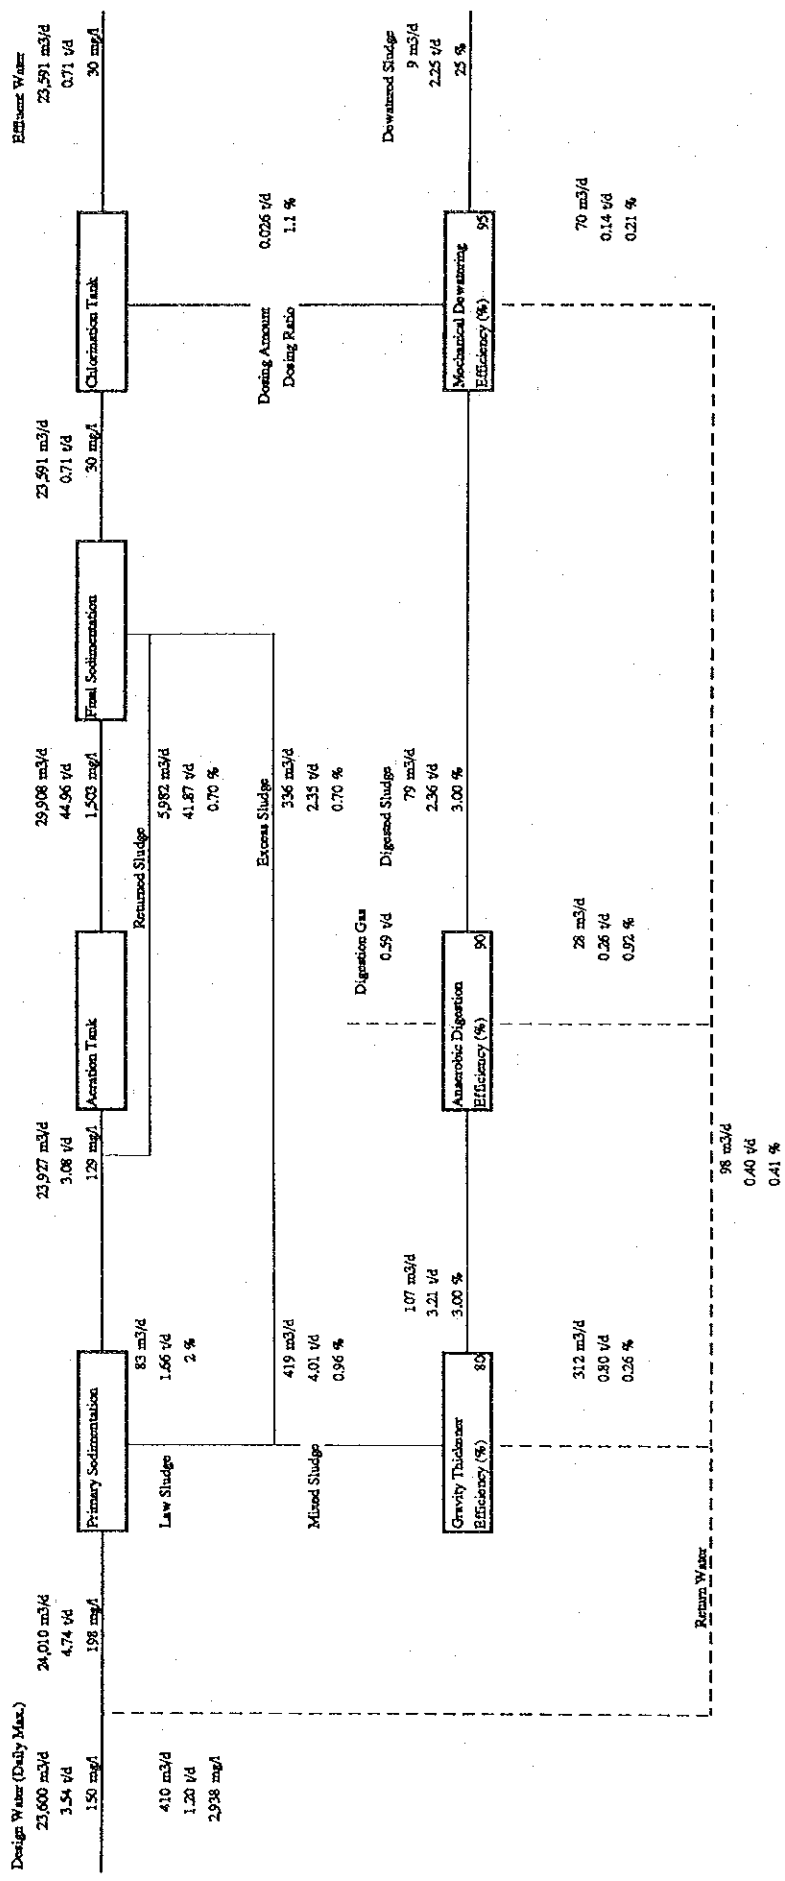 Design Water (Daily Max.)
23,600 m3/d
3.54 t/d
150 mg/l
410 m3/d
1.20 t/d
2,938 mg/l
24,010 m3/d
4.74 t/d
198 mg/l
Primary Sedimentation
Law Sludge
83 m3/d
1.66 t/d
2 %
23,927 m3/d
3.08 t/d
129 mg/l
Aeration Tank
Returned Sludge
29,908 m3/d
44.96 t/d
1,503 mg/l
5,982 m3/d
41.87 t/d
0.70 %
Final Sedimentation
Excess Sludge
336 m3/d
2.35 t/d
0.70 %
23,591 m3/d
0.71 t/d
30 mg/l
Chlorination Tank
Dosing Amount
0.026 t/d
Dosing Ratio
1.1 %
Effluent Water
23,591 m3/d
0.71 t/d
30 mg/l
Mixed Sludge
419 m3/d
4.01 t/d
0.96 %
Gravity Thickener
Efficiency (%)
80
107 m3/d
3.21 t/d
3.00 %
312 m3/d
0.80 t/d
0.26 %
Anaerobic Digestion
Efficiency (%)
90
Digestion Gas
0.59 t/d
28 m3/d
0.26 t/d
0.92 %
Digested Sludge
79 m3/d
2.36 t/d
3.00 %
Mechanical Dewatering
Efficiency (%)
95
70 m3/d
0.14 t/d
0.21 %
Dewatered Sludge
9 m3/d
2.25 t/d
25 %
Return Water
98 m3/d
0.40 t/d
0.41 %